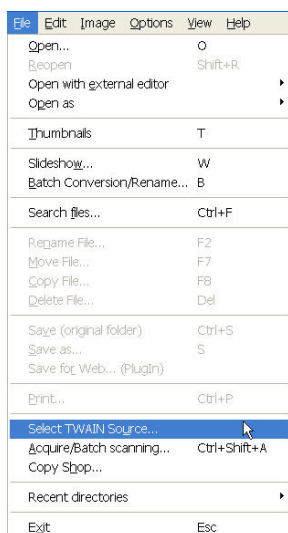 File Edit Image Options View Help
Open... O
Reopen Shift+R
Open with external editor
Open as
Thumbnails T
Slideshow... W
Batch Conversion/Rename... B
Search files... Ctrl+F
Rename File... F2
Move File... F7
Copy File... F8
Delete File... Del
Save (original folder) Ctrl+S
Save as... S
Save for Web... (PlugIn)
Print... Ctrl+P
Select TWAIN Source...
Acquire/Batch scanning... Ctrl+Shift+A
Copy Shop...
Recent directories
Exit Esc